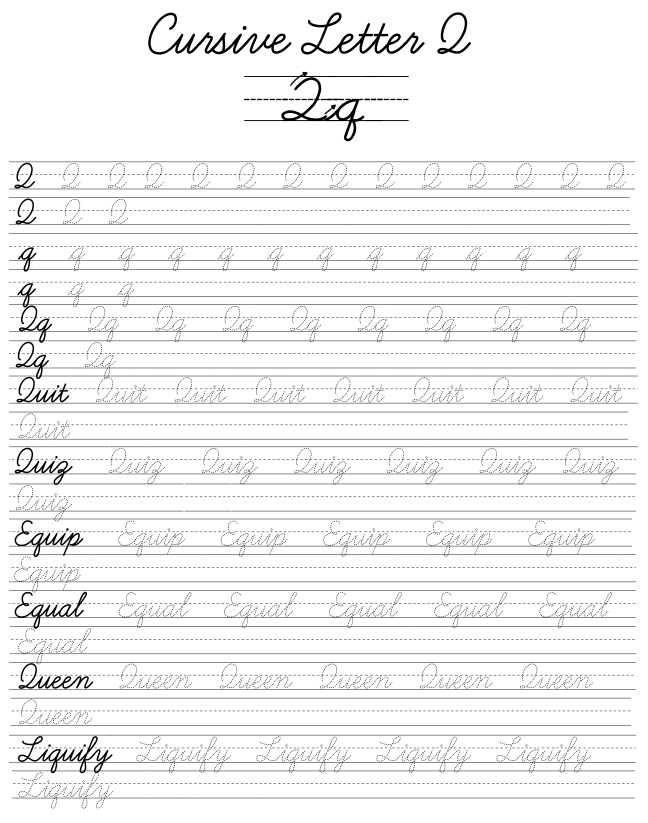 Cursive Letter Q
Qq
Q Q Q Q Q Q Q Q Q Q Q Q Q Q
Q Q Q
q q q q q q q q q q q q
q q q
Qq Qq Qq Qq Qq Qq Qq Qq Qq
Qq Qq
Quit Quit Quit Quit Quit Quit Quit Quit
Quit
Quiz Quiz Quiz Quiz Quiz Quiz Quiz
Quiz
Equip Equip Equip Equip Equip Equip
Equip
Equal Equal Equal Equal Equal Equal
Equal
Queen Queen Queen Queen Queen Queen
Queen
Liquify Liquify Liquify Liquify Liquify
Liquify